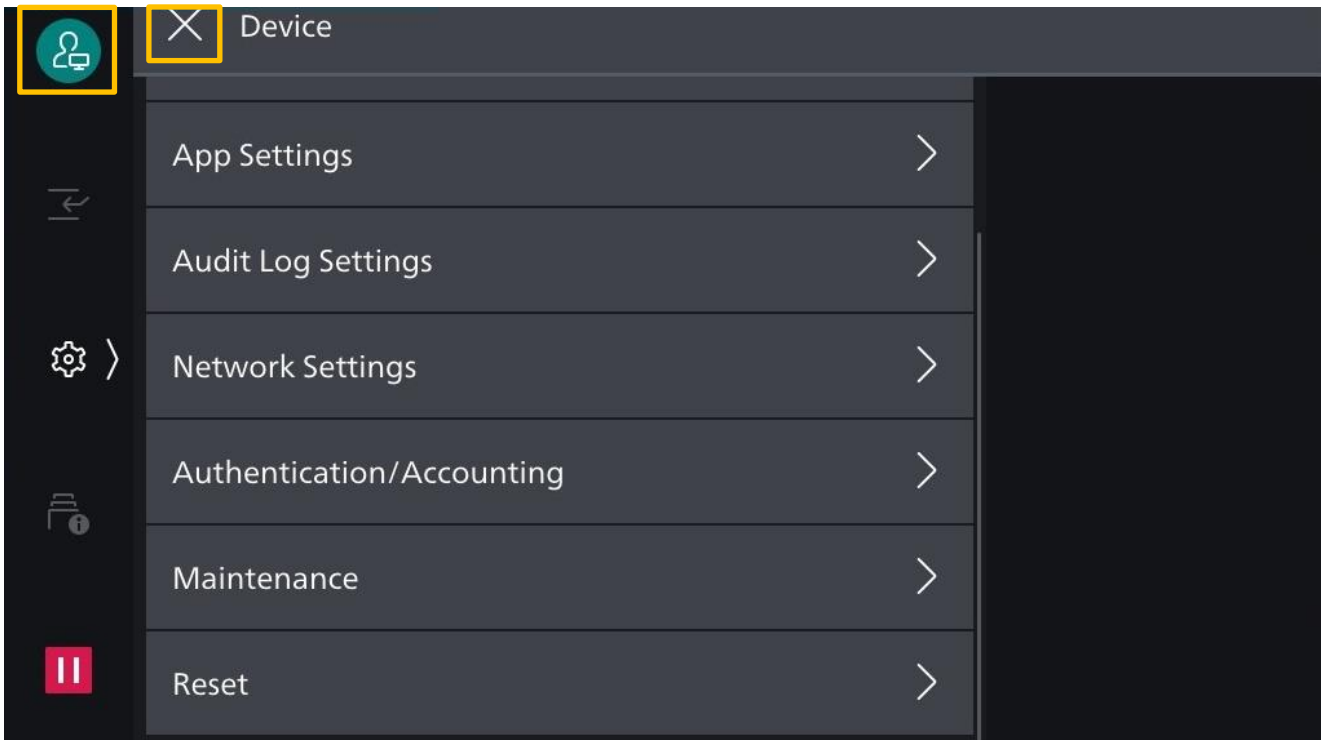 Device
App Settings
Audit Log Settings
Network Settings
Authentication/Accounting
Maintenance
Reset